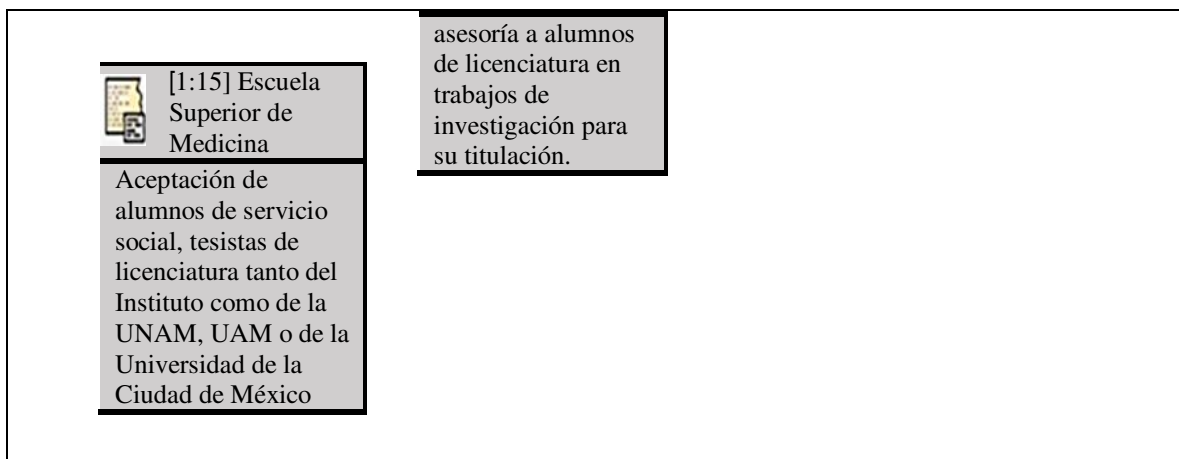 [1:15] Escuela
Superior de
Medicina
Aceptación de
alumnos de servicio
social, tesistas de
licenciatura tanto del
Instituto como de la
UNAM, UAM o de la
Universidad de la
Ciudad de México
asesoría a alumnos
de licenciatura en
trabajos de
investigación para
su titulación.